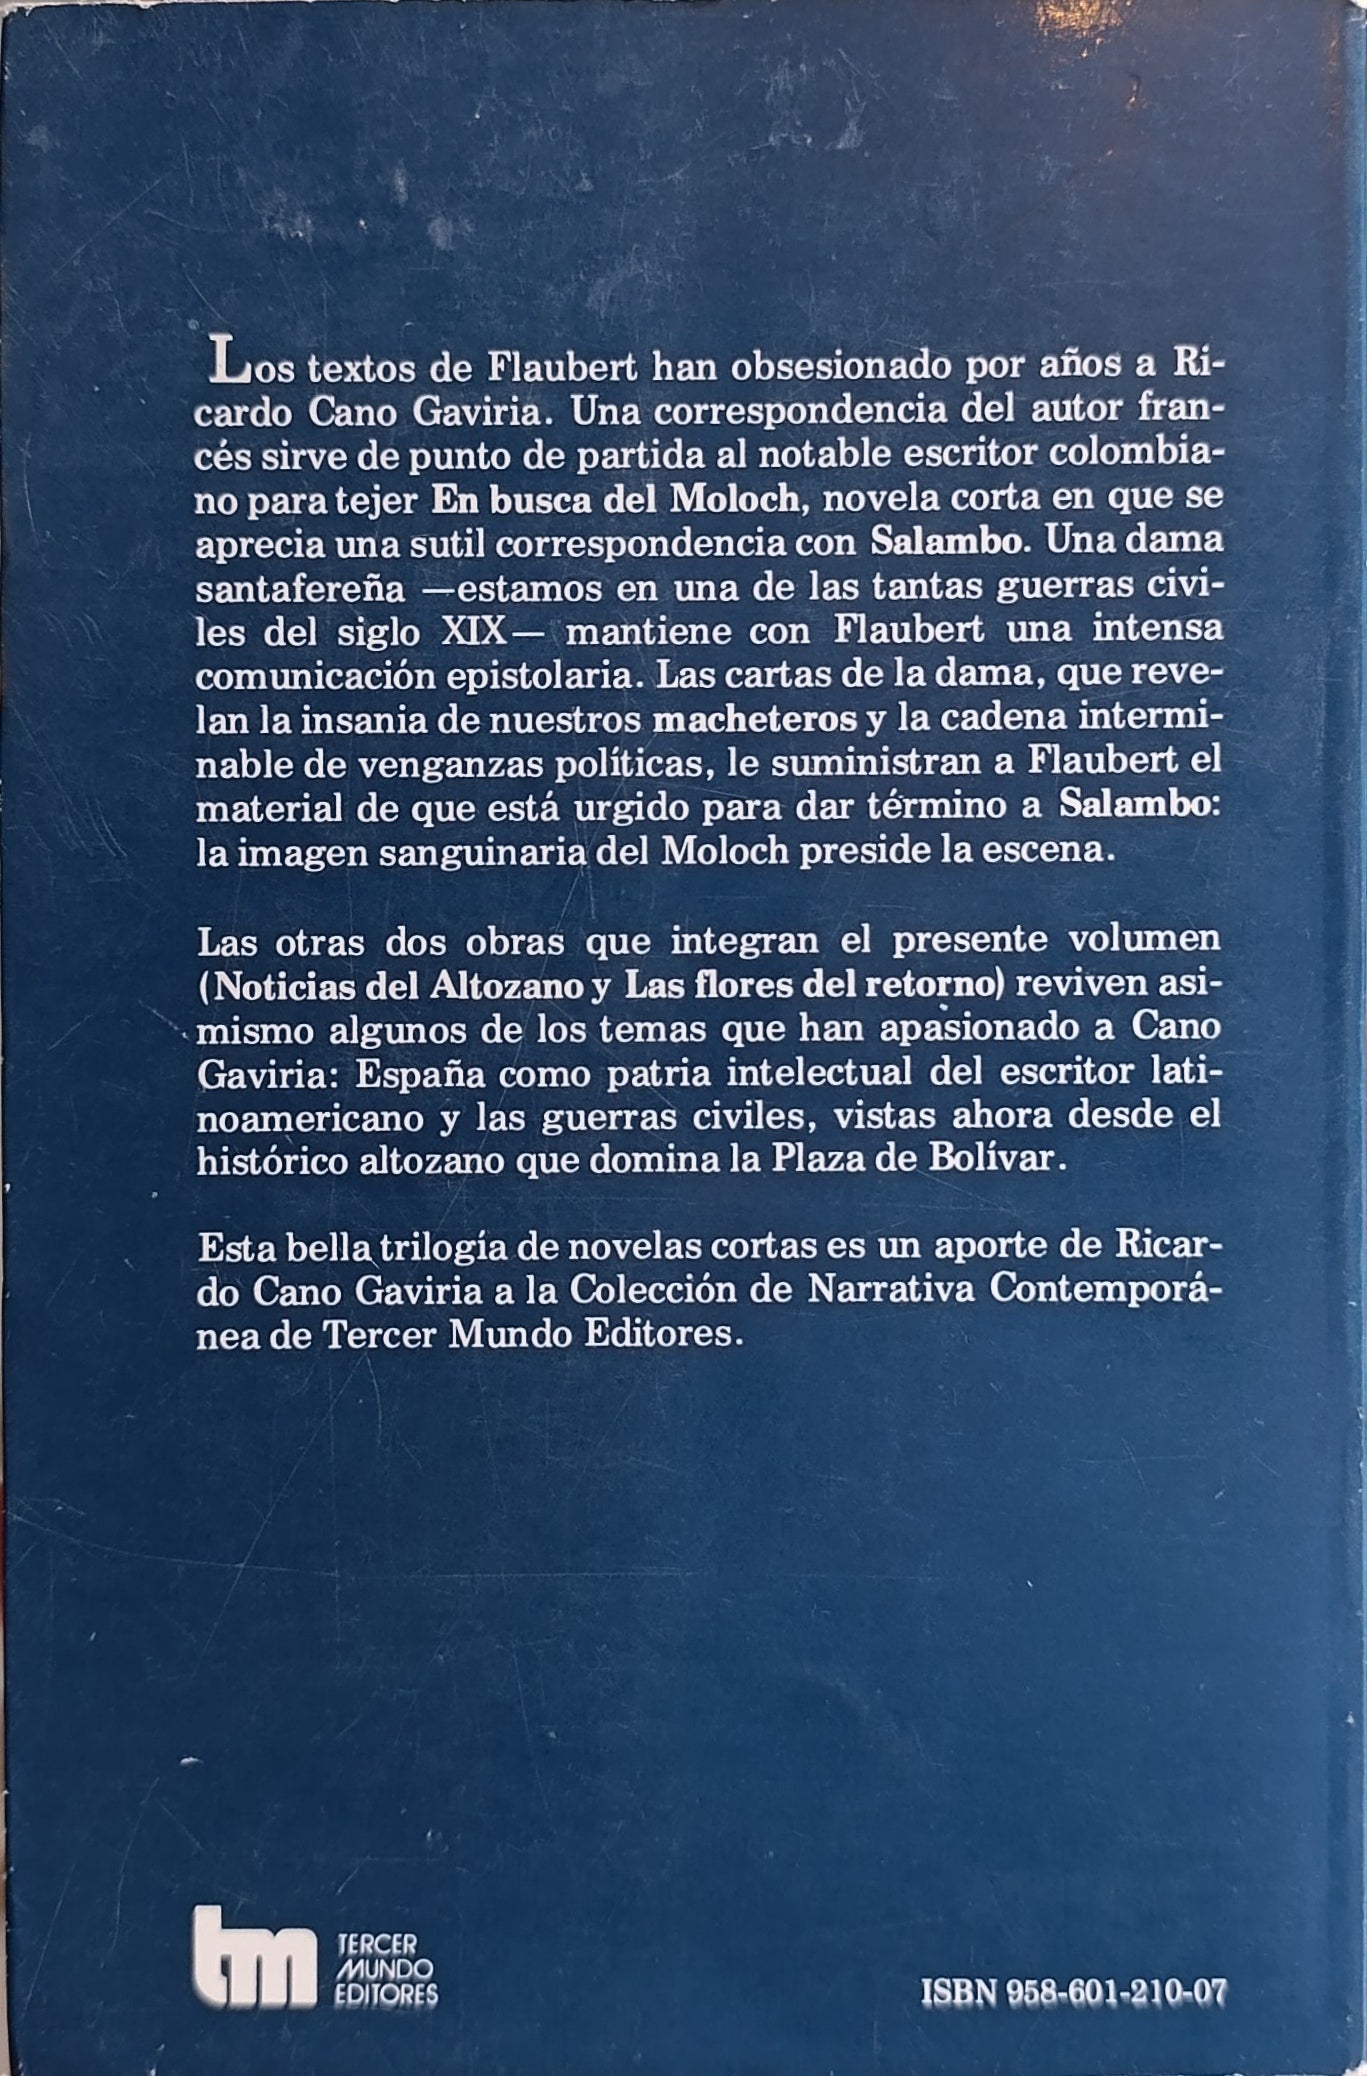 Los textos de Flaubert han obsesionado por años a Ri-
cardo Cano Gaviria. Una correspondencia del autor fran-
cés sirve de punto de partida al notable escritor colombia-
no para tejer En busca del Moloch, novela corta en que se
aprecia una sutil correspondencia con Salambo. Una dama
santafereña —estamos en una de las tantas guerras civi-
les del siglo XIX— mantiene con Flaubert una intensa
comunicación epistolaria. Las cartas de la dama, que reve-
lan la insania de nuestros macheteros y la cadena intermi-
nable de venganzas políticas, le suministran a Flaubert el
material de que está urgido para dar término a Salambo:
la imagen sanguinaria del Moloch preside la escena.
Las otras dos obras que integran el presente volumen
(Noticias del Altozano y Las flores del retorno) reviven asi-
mismo algunos de los temas que han apasionado a Cano
Gaviria: España como patria intelectual del escritor lati-
noamericano y las guerras civiles, vistas ahora desde el
histórico altozano que domina la Plaza de Bolívar.
Esta bella trilogía de novelas cortas es un aporte de Ricar-
do Cano Gaviria a la Colección de Narrativa Contemporá-
nea de Tercer Mundo Editores.
tm
TERCER
MUNDO
EDITORES
ISBN 958-601-210-07